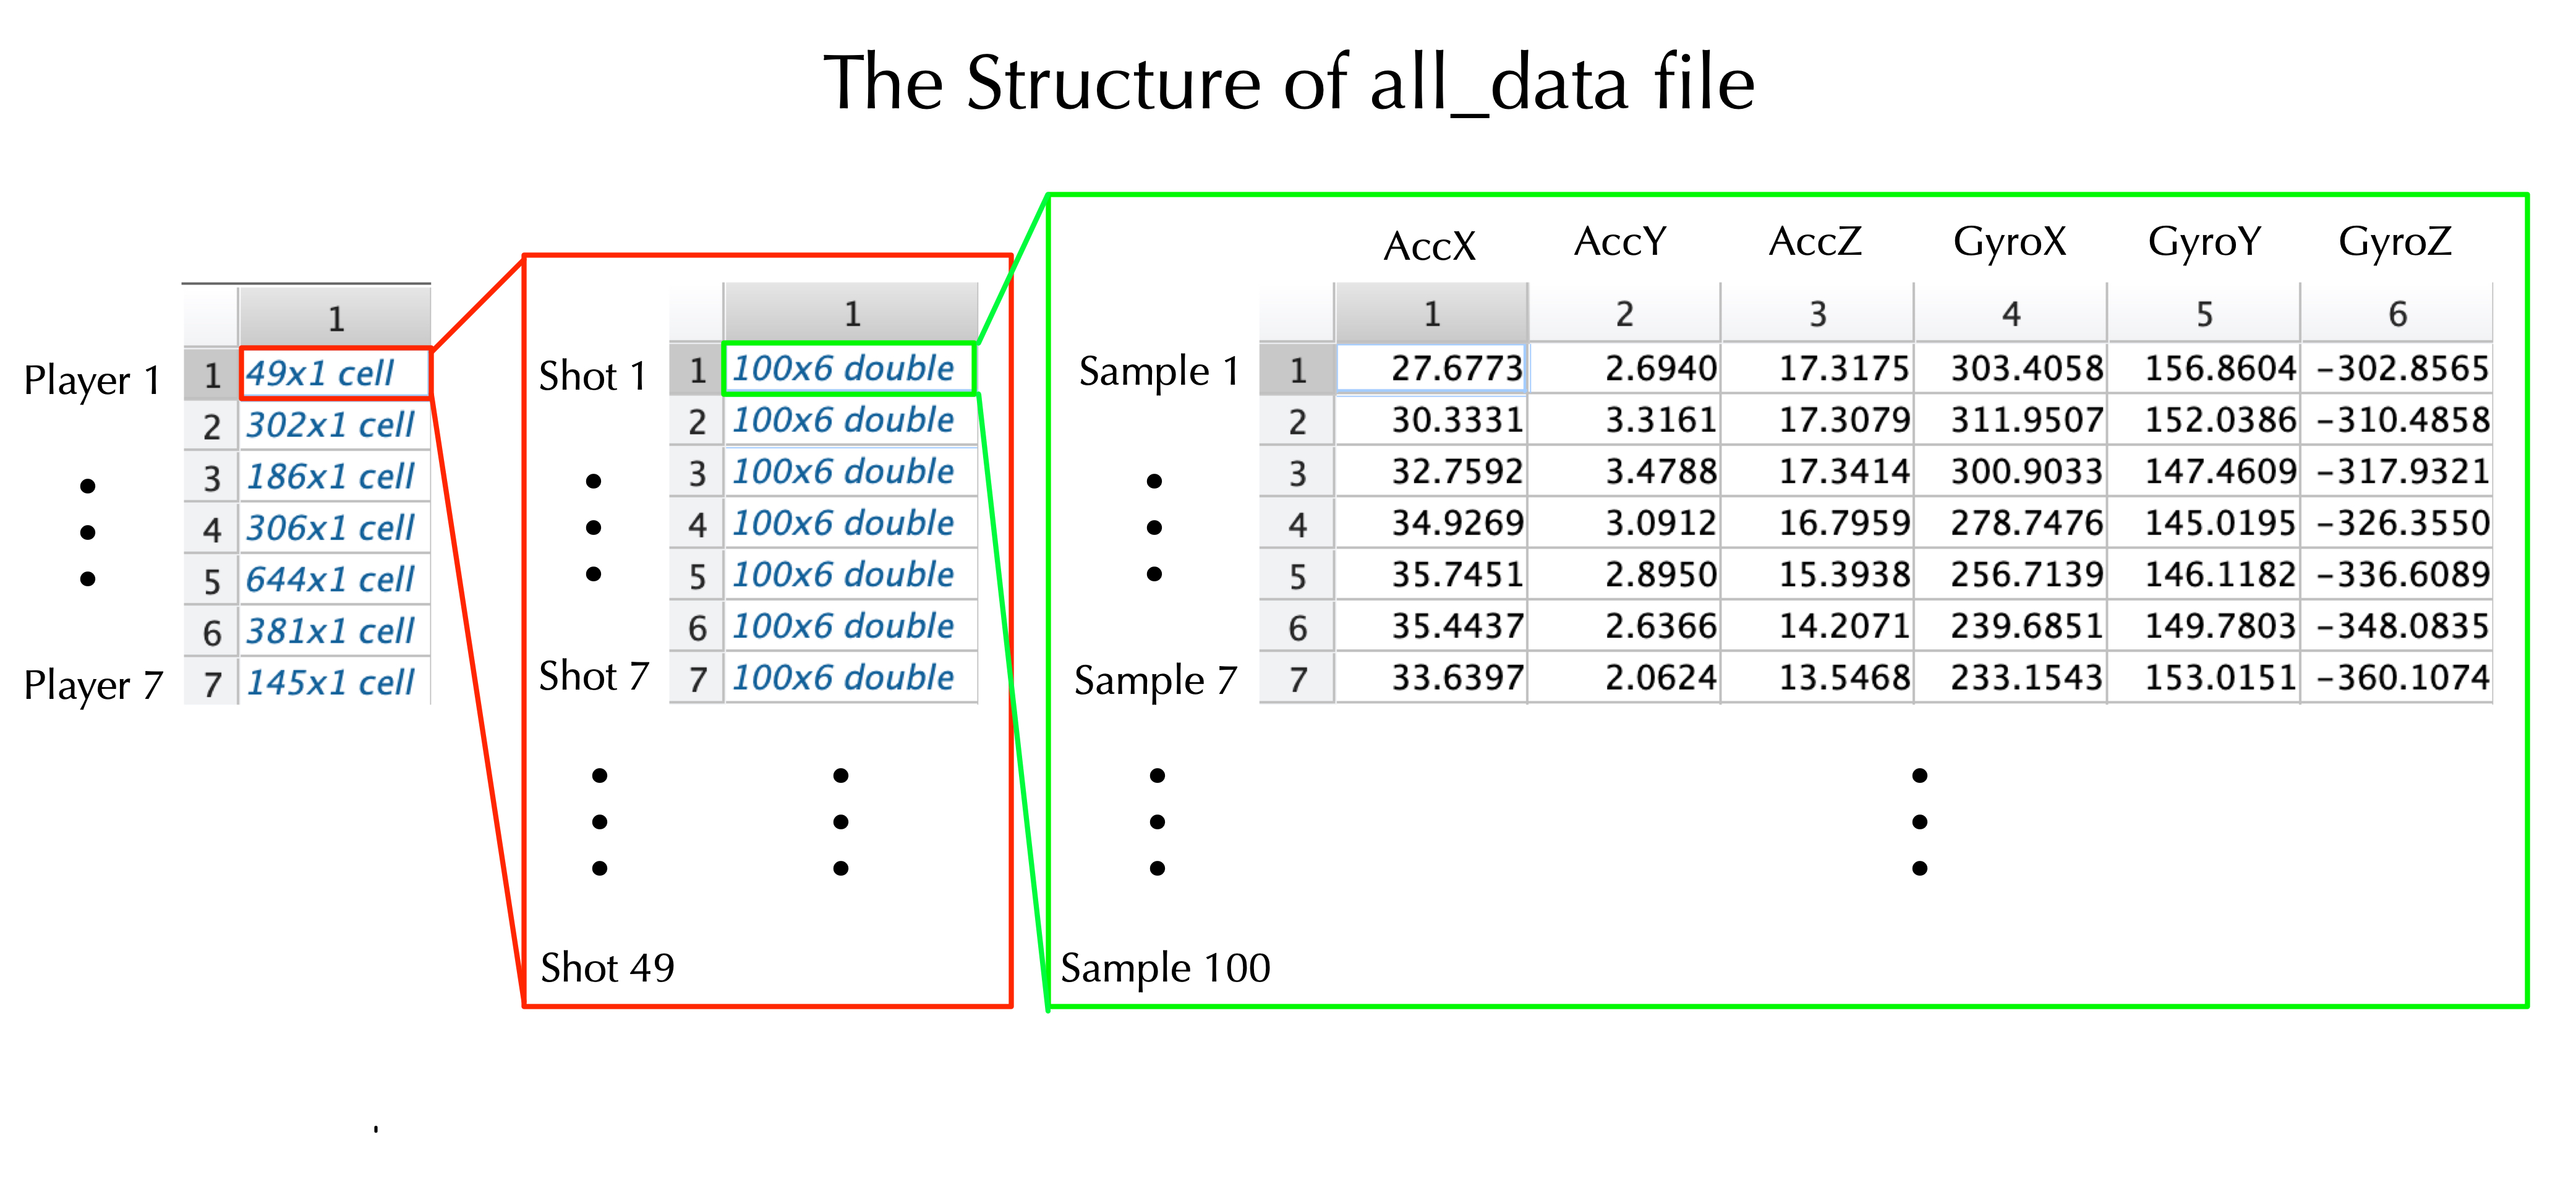 The Structure of all_data file
AccX AccY AccZ GyroX GyroY GyroZ
1 1 1 2 3 4 5 6
Player 1 1 49x1 cell Shot 1 1 100x6 double Sample 1 1 27.6773 2.6940 17.3175 303.4058 156.8604 -302.8565
2 302x1 cell 2 100x6 double 2 30.3331 3.3161 17.3079 311.9507 152.0386 -310.4858
3 186x1 cell 3 100x6 double 3 32.7592 3.4788 17.3414 300.9033 147.4609 -317.9321
4 306x1 cell 4 100x6 double 4 34.9269 3.0912 16.7959 278.7476 145.0195 -326.3550
5 644x1 cell 5 100x6 double 5 35.7451 2.8950 15.3938 256.7139 146.1182 -336.6089
6 381x1 cell 6 100x6 double 6 35.4437 2.6366 14.2071 239.6851 149.7803 -348.0835
Player 7 7 145x1 cell Shot 7 7 100x6 double Sample 7 7 33.6397 2.0624 13.5468 233.1543 153.0151 -360.1074
Shot 49 Sample 100